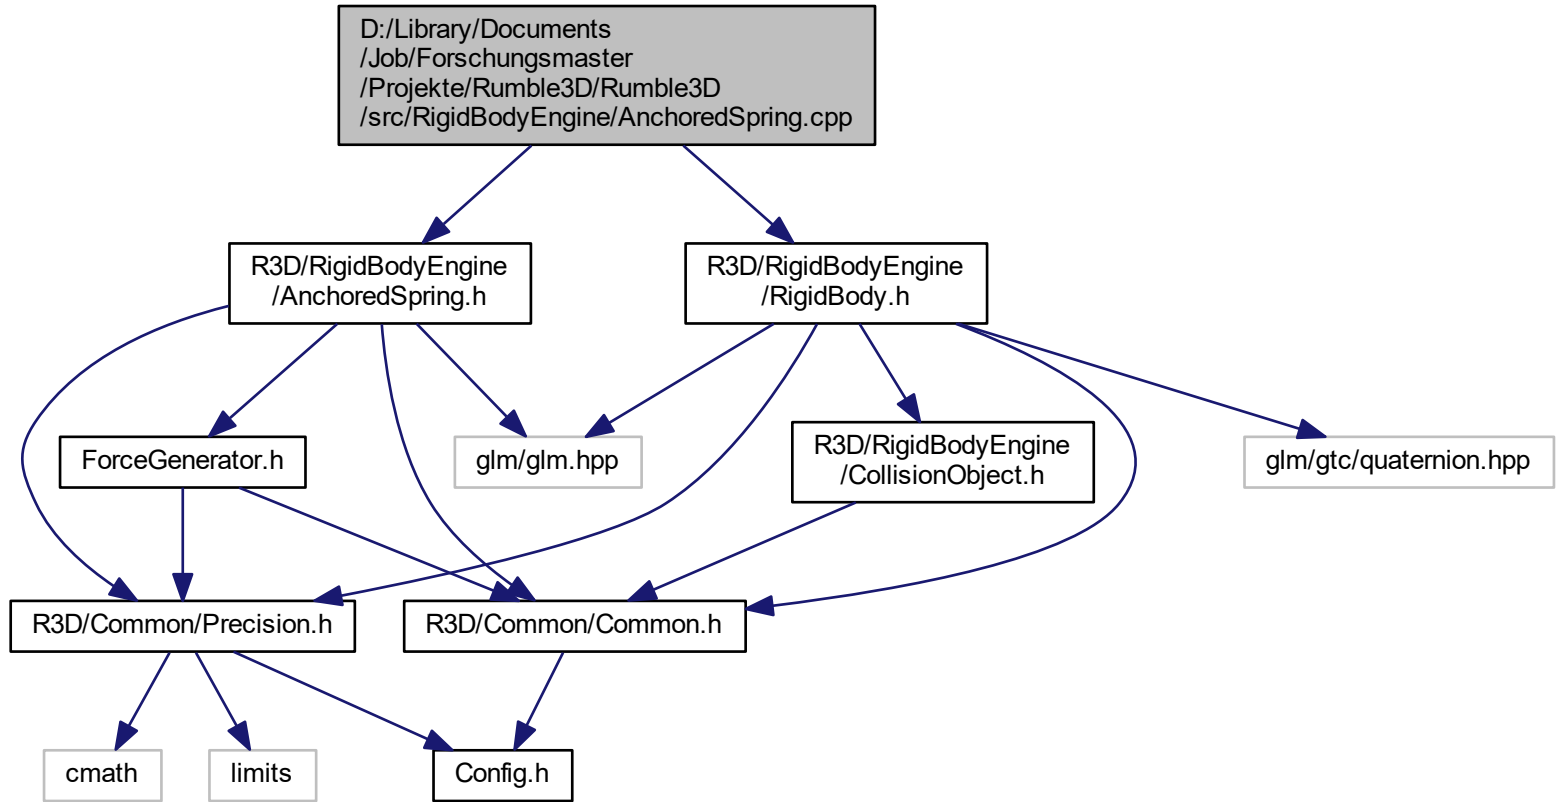 D:/Library/Documents
/Job/Forschungsmaster
/Projekte/Rumble3D/Rumble3D
/src/RigidBodyEngine/AnchoredSpring.cpp
R3D/RigidBodyEngine
/AnchoredSpring.h
R3D/RigidBodyEngine
/RigidBody.h
ForceGenerator.h
glm/glm.hpp
R3D/RigidBodyEngine
/CollisionObject.h
glm/gtc/quaternion.hpp
R3D/Common/Precision.h
R3D/Common/Common.h
cmath
limits
Config.h